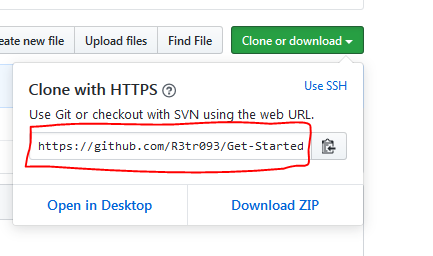 eate new file Upload files Find File Clone or download
Clone with HTTPS ? Use SSH
Use Git or checkout with SVN using the web URL.
https://github.com/R3tr093/Get-Started
Open in Desktop Download ZIP